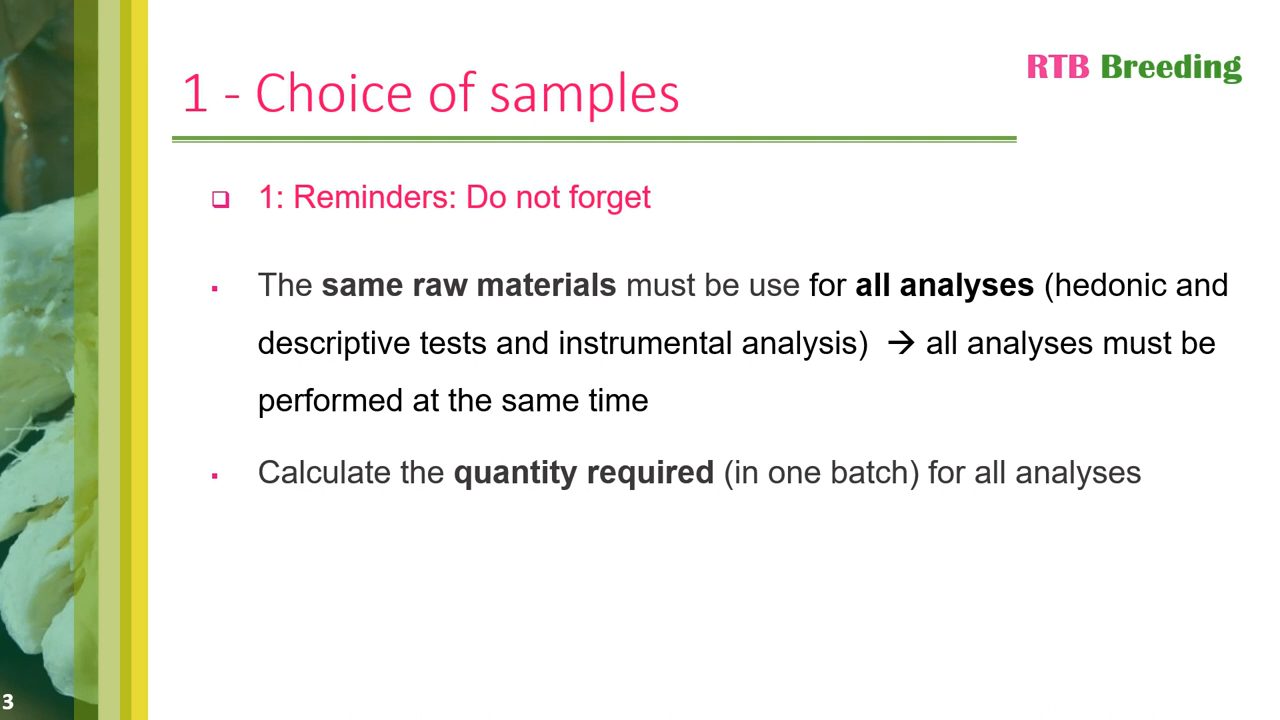 RTB Breeding
1 - Choice of samples
❑ 1: Reminders: Do not forget
▪ The same raw materials must be use for all analyses (hedonic and
descriptive tests and instrumental analysis) → all analyses must be
performed at the same time
▪ Calculate the quantity required (in one batch) for all analyses
3